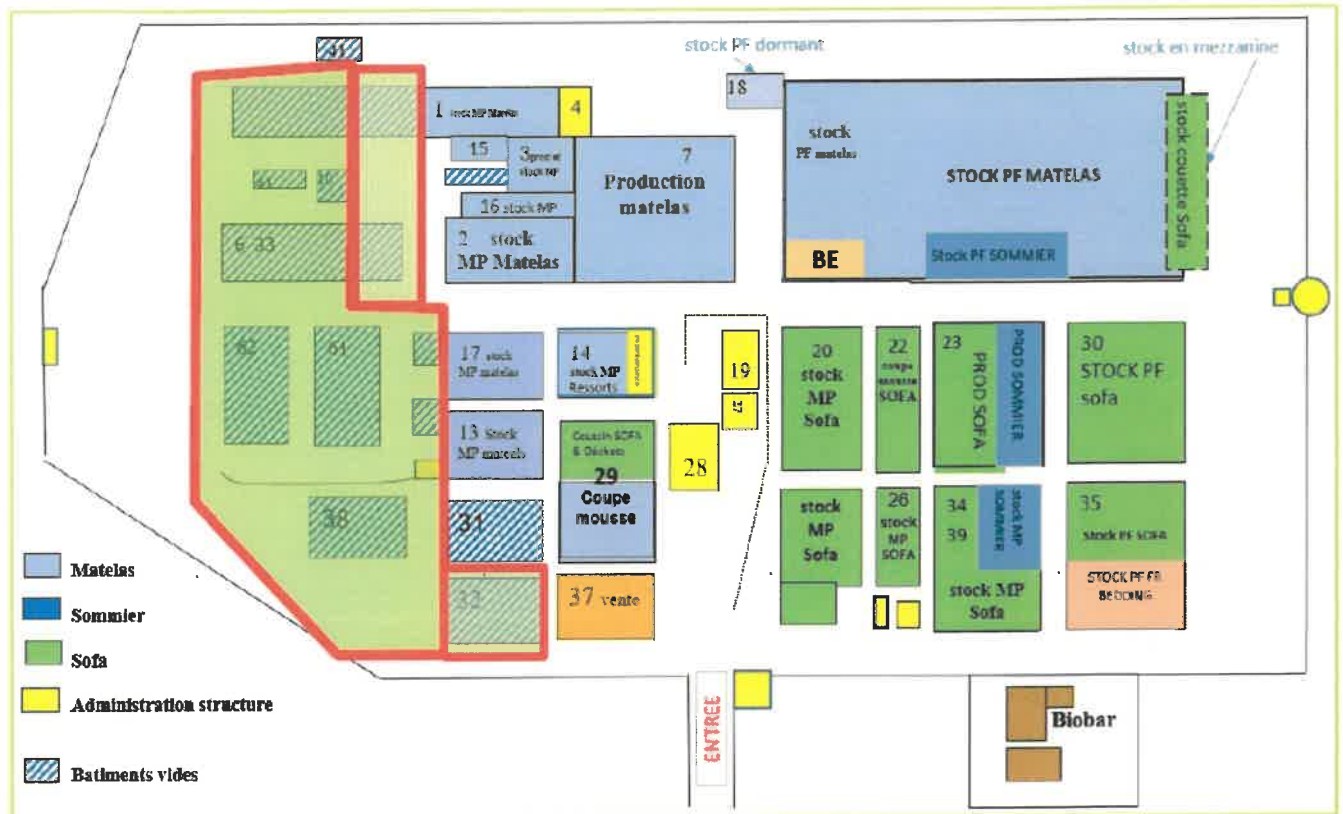 stock PF dormant
stock en mezzanine
41
18
1 stock MP Matelas
4
15
3
stock MP
7
Production
matelas
stock
PF matelas
STOCK PF MATELAS
stock couette Sofa
16 stock MP
2 stock
MP Matelas
BE
Stock PF SOMMIER
6 33
62
61
17 stock
MP matelas
14
stock MP
Ressorts
19
20
stock
MP
Sofa
22
SOFA
23
PROD SOFA
PROD SOMMIER
30
STOCK PF
sofa
13 Stock
MP matelas
Coussin SOFA
& Déchets
29
Coupe
mousse
28
38
31
stock
MP
Sofa
26
stock
MP
SOFA
34
39
stock MP
SOMMIER
stock MP
Sofa
35
Stock PF SOFA
STOCK PF FR
BEDDING
32
37 vente
Matelas
Sommier
Sofa
Administration structure
Batiments vides
ENTREE
Biobar